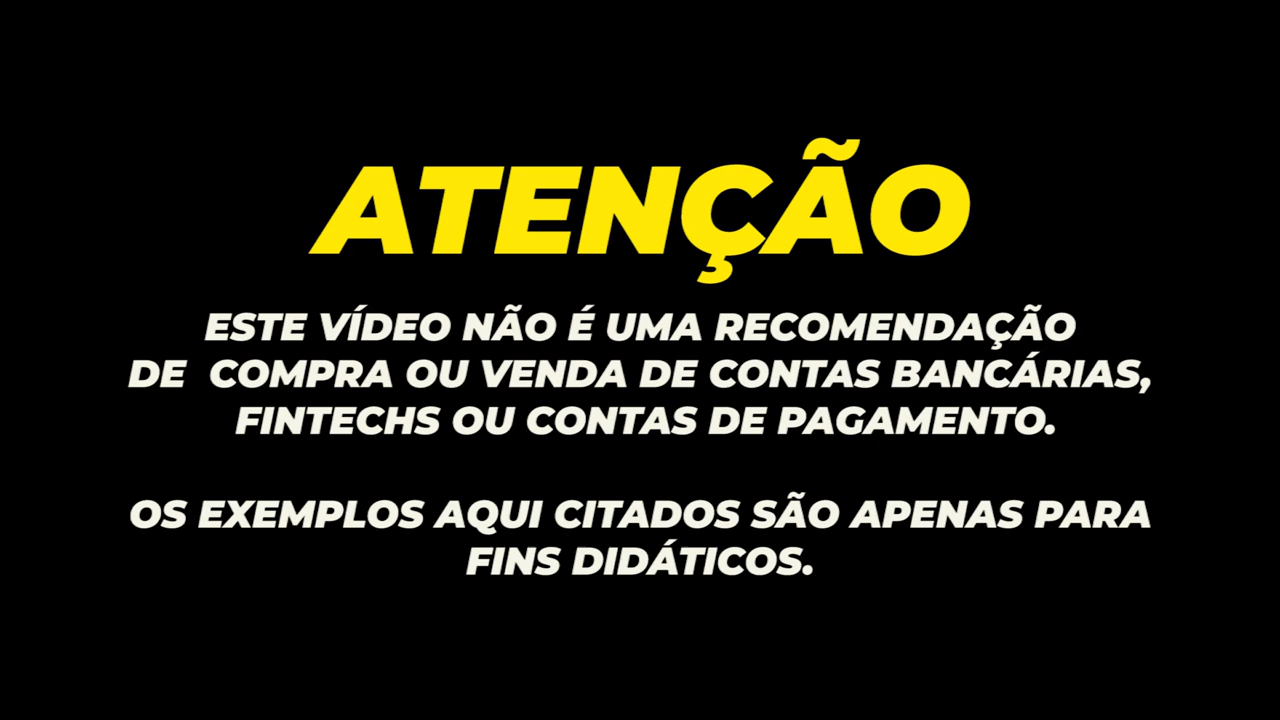 ATENÇÃO
ESTE VÍDEO NÃO É UMA RECOMENDAÇÃO
DE COMPRA OU VENDA DE CONTAS BANCÁRIAS,
FINTECHS OU CONTAS DE PAGAMENTO.
OS EXEMPLOS AQUI CITADOS SÃO APENAS PARA
FINS DIDÁTICOS.